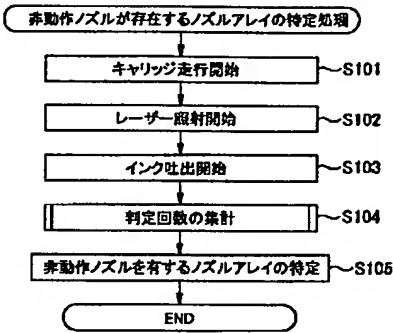 非動作ノズルが存在するノズルアレイの特定処理
キャリッジ走行開始 S101
レーザー照射開始 S102
インク吐出開始 S103
判定回数の集計 S104
非動作ノズルを有するノズルアレイの特定 S105
END